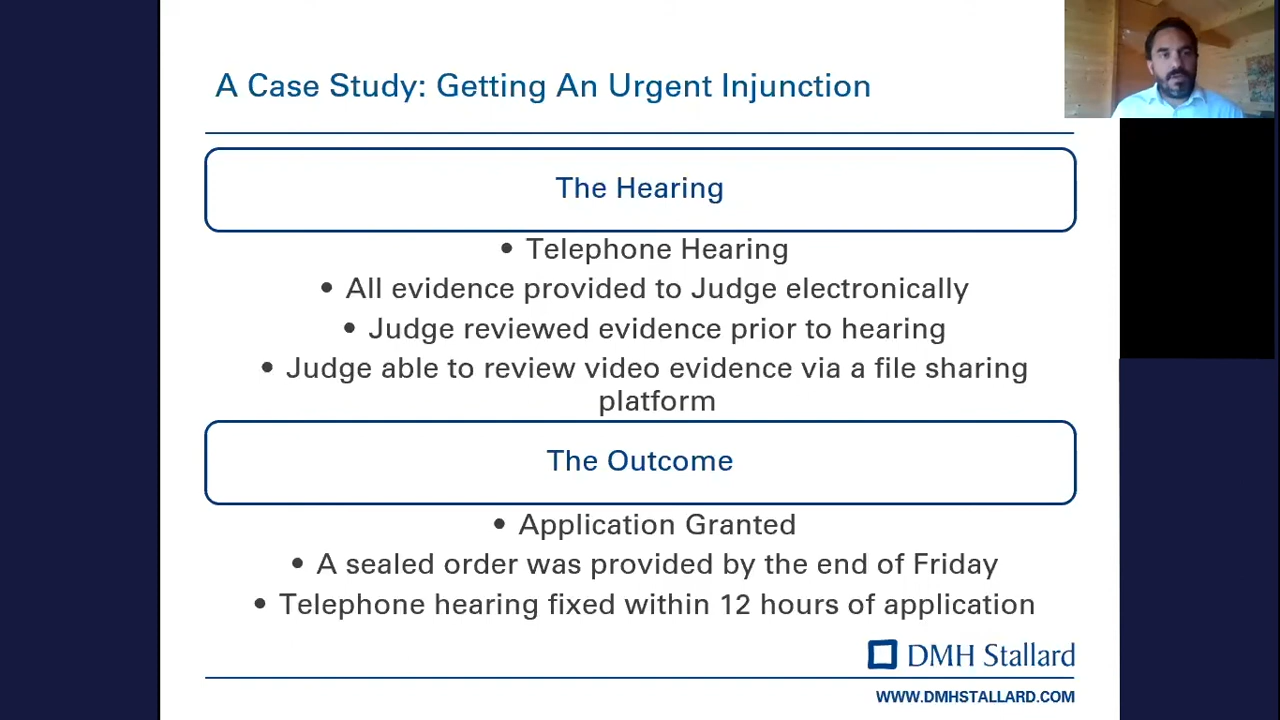 A Case Study: Getting An Urgent Injunction
The Hearing
• Telephone Hearing
• All evidence provided to Judge electronically
• Judge reviewed evidence prior to hearing
• Judge able to review video evidence via a file sharing
platform
The Outcome
• Application Granted
• A sealed order was provided by the end of Friday
• Telephone hearing fixed within 12 hours of application
DMH Stallard
WWW.DMHSTALLARD.COM